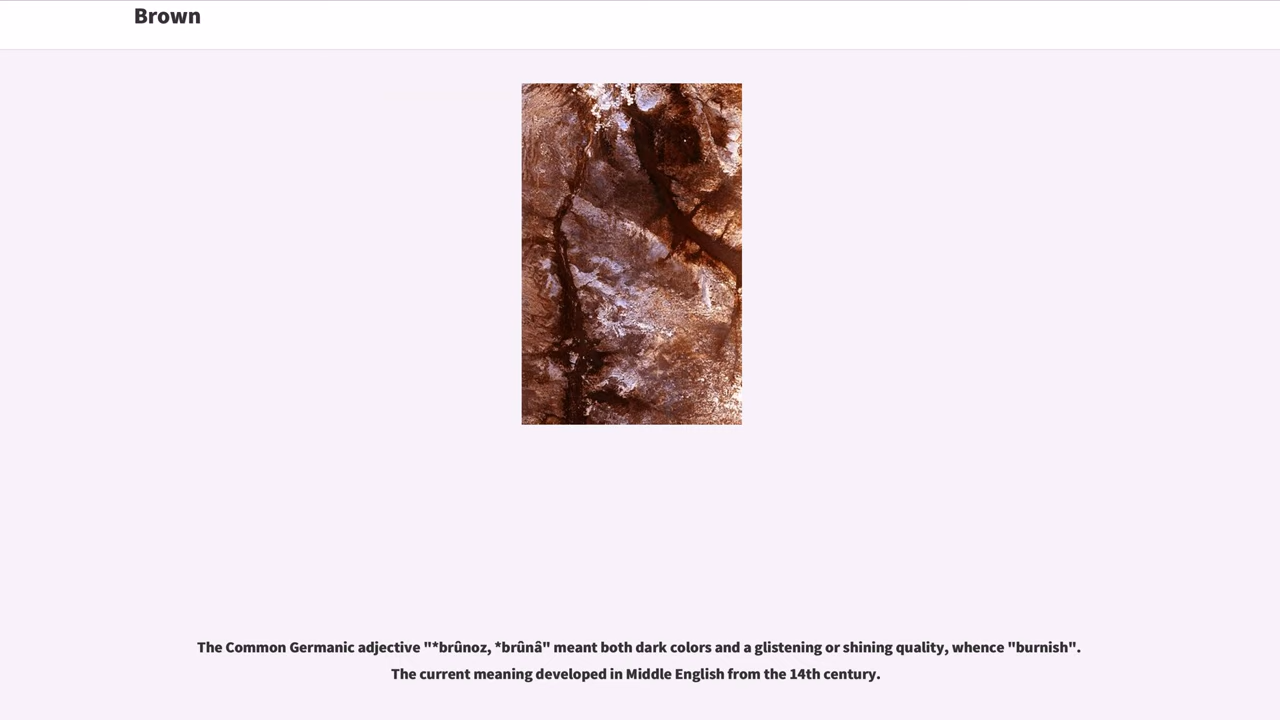 Brown
The Common Germanic adjective "*brûnoz, *brûnâ" meant both dark colors and a glistening or shining quality, whence "burnish".
The current meaning developed in Middle English from the 14th century.